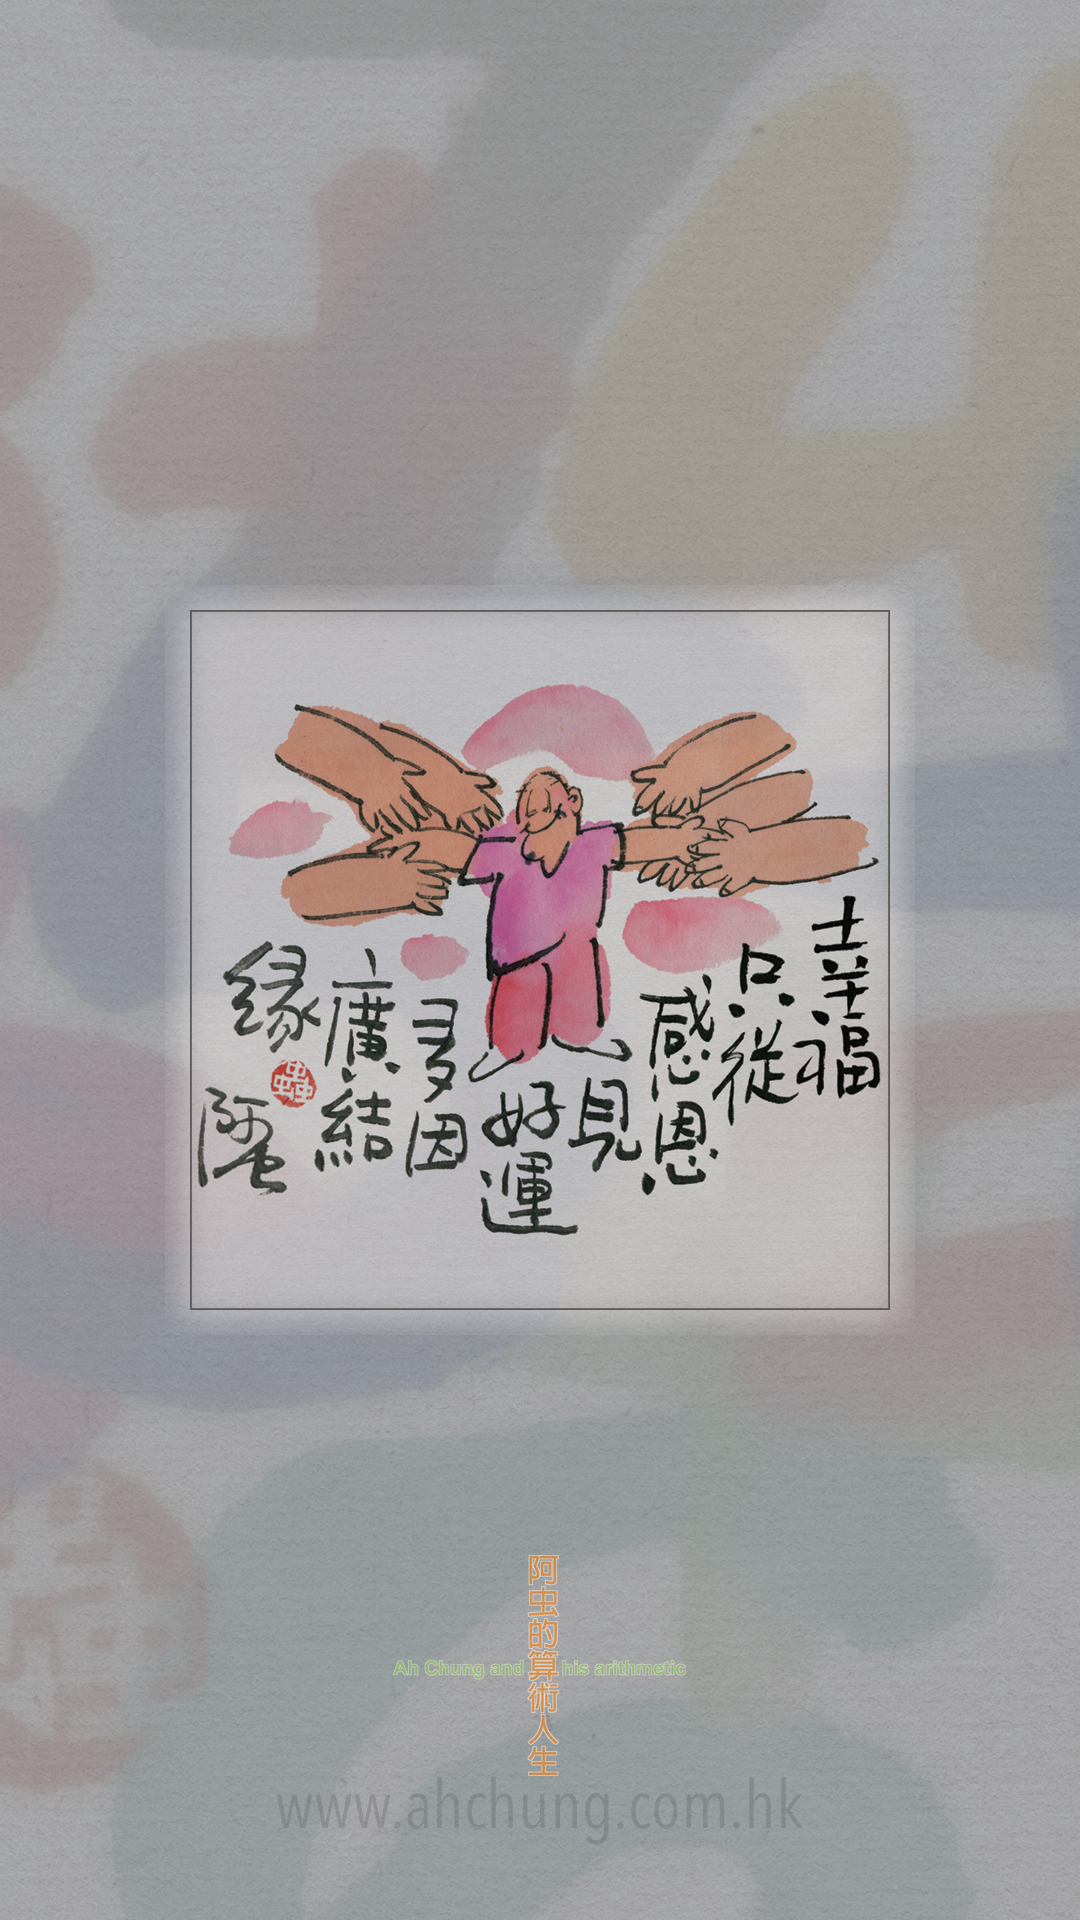 幸福
只從
感恩
見
好運
多因
廣結
緣
阿虫
蟲
阿虫的算術人生
Ah Chung and his arithmetic
www.ahchung.com.hk